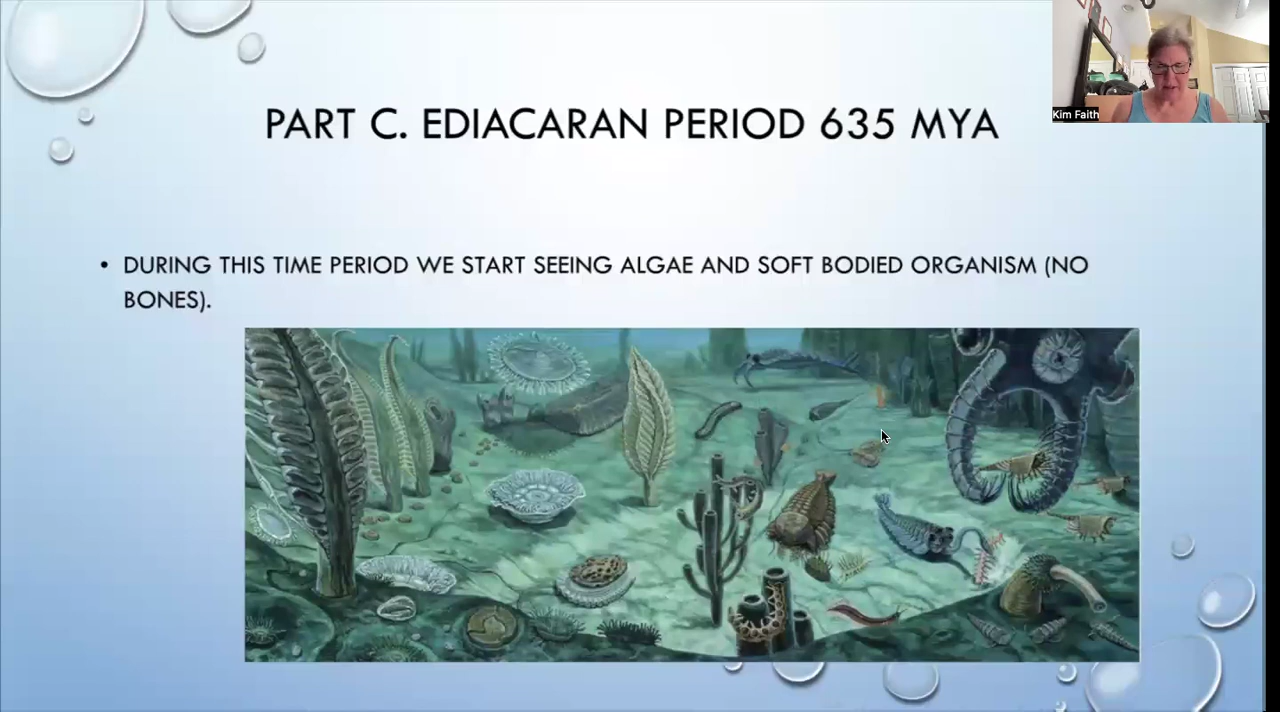 PART C. EDIACARAN PERIOD 635 MYA
Kim Faith
• DURING THIS TIME PERIOD WE START SEEING ALGAE AND SOFT BODIED ORGANISM (NO
BONES).